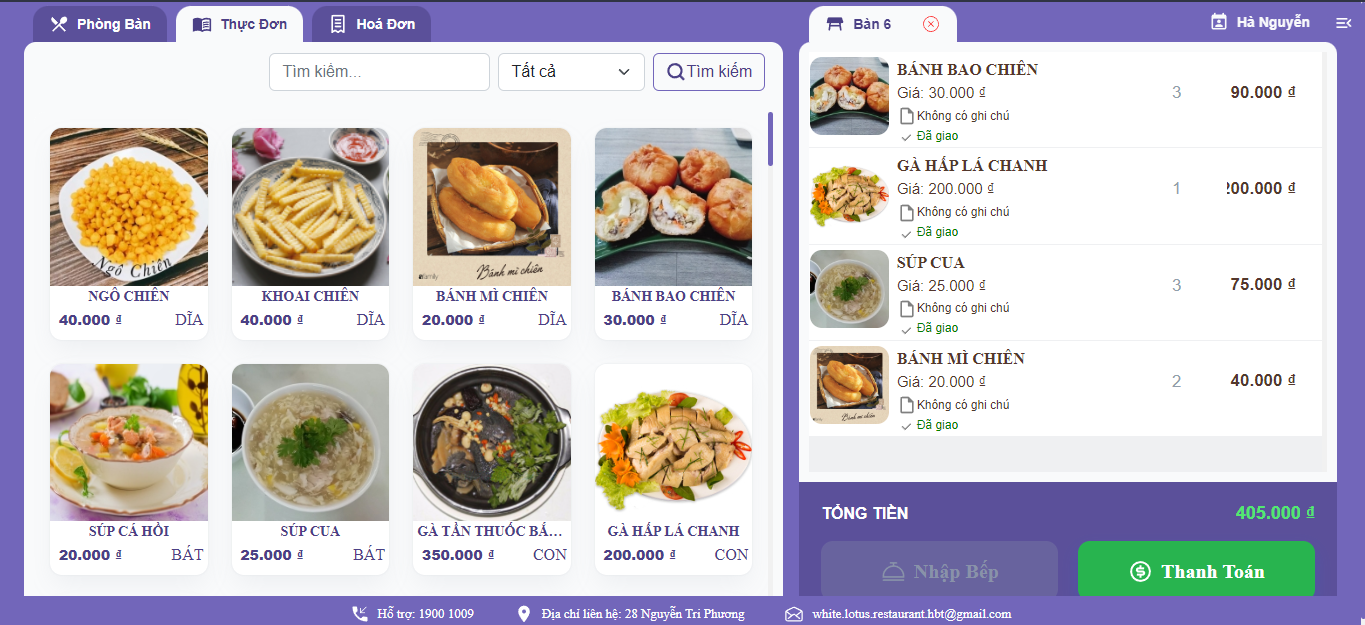 Phòng Bàn
Thực Đơn
Hoá Đơn
Bàn 6
Hà Nguyễn
Tìm kiếm...
Tất cả
Tìm kiếm
Ngô Chiên
NGÔ CHIÊN
40.000 đ
DĨA
KHOAI CHIÊN
40.000 đ
DĨA
Bánh mì chiên
BÁNH MÌ CHIÊN
20.000 đ
DĨA
BÁNH BAO CHIÊN
30.000 đ
DĨA
SÚP CÁ HỒI
20.000 đ
BÁT
SÚP CUA
25.000 đ
BÁT
GÀ TẦN THUỐC BẮ...
350.000 đ
CON
GÀ HẤP LÁ CHANH
200.000 đ
CON
BÁNH BAO CHIÊN
Giá: 30.000 đ
3
90.000 đ
Không có ghi chú
Đã giao
GÀ HẤP LÁ CHANH
Giá: 200.000 đ
1
200.000 đ
Không có ghi chú
Đã giao
SÚP CUA
Giá: 25.000 đ
3
75.000 đ
Không có ghi chú
Đã giao
BÁNH MÌ CHIÊN
Giá: 20.000 đ
2
40.000 đ
Không có ghi chú
Đã giao
TỔNG TIỀN
405.000 đ
Nhập Bếp
Thanh Toán
Hỗ trợ: 1900 1009
Địa chỉ liên hệ: 28 Nguyễn Tri Phương
white.lotus.restaurant.hbt@gmail.com